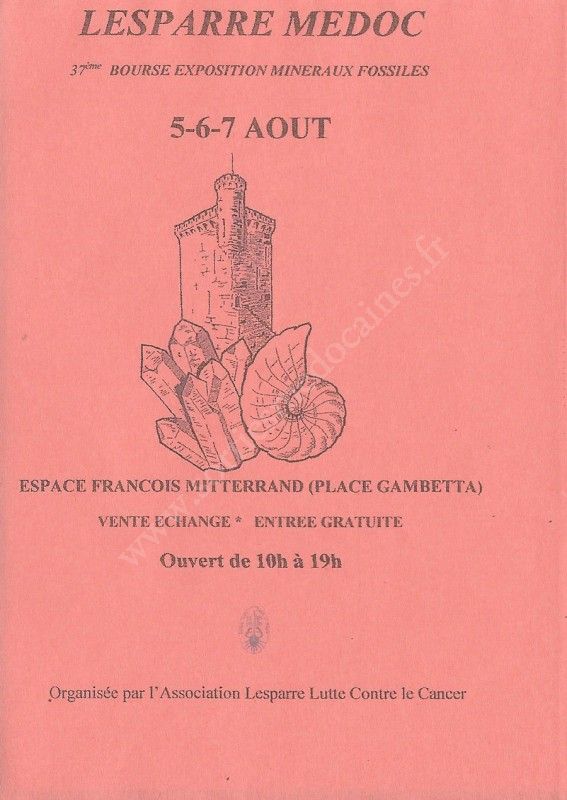 LESPARRE MEDOC
37ème BOURSE EXPOSITION MINERAUX FOSSILES
5-6-7 AOUT
ESPACE FRANCOIS MITTERRAND (PLACE GAMBETTA)
VENTE ECHANGE * ENTREE GRATUITE
Ouvert de 10h à 19h
Organisée par l'Association Lesparre Lutte Contre le Cancer